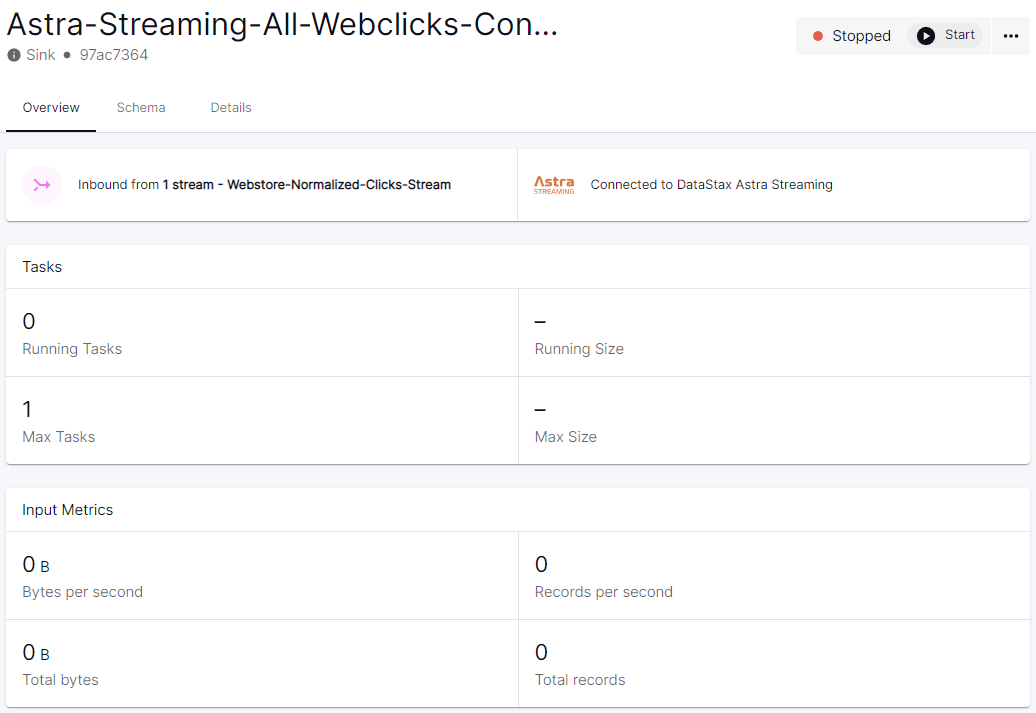 Astra-Streaming-All-Webclicks-Con...
Sink • 97ac7364
Stopped
Start
Overview
Schema
Details
Inbound from 1 stream - Webstore-Normalized-Clicks-Stream
Astra
STREAMING
Connected to DataStax Astra Streaming
Tasks
0
Running Tasks
–
Running Size
1
Max Tasks
–
Max Size
Input Metrics
0 B
Bytes per second
0
Records per second
0 B
Total bytes
0
Total records